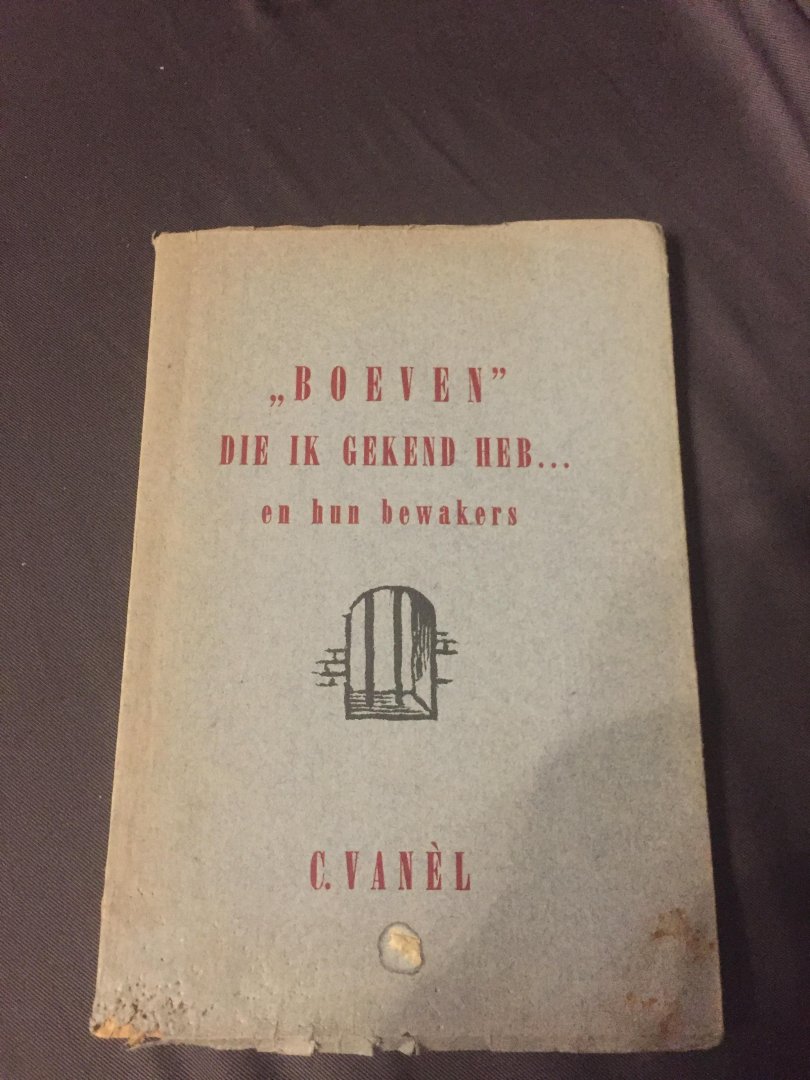 „BOEVEN”
DIE IK GEKEND HEB...
en hun bewakers
C. VANÈL